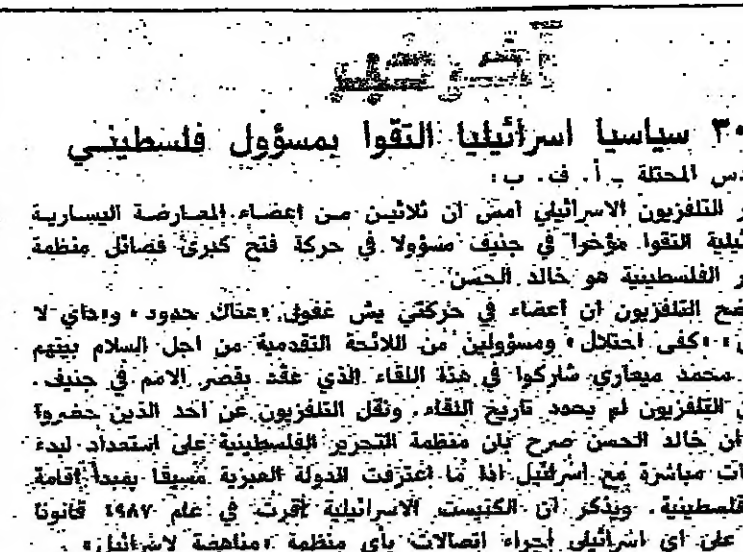 ٣٠ سياسيا اسرائيليا التقوا بمسؤول فلسطيني
دس المحتلة ـ أ. ف. ب:
ر التلفزيون الاسرائيلي امس ان ثلاثين من اعضاء المعارضة اليسارية
ئيلية التقوا مؤخرا في جنيف مسؤولا في حركة فتح كبرى فصائل منظمة
ر الفلسطينية هو خالد الحسن.
ضح التلفزيون ان أعضاء في حركتي يش غفول «هناك حدود» و«داي لا
«كفى احتلال» ومسؤولين من اللائحة التقدمية من اجل السلام بينهم
محمد ميعاري شاركوا في هذا اللقاء الذي عقد بقصر الامم في جنيف.
التلفزيون لم يحدد تاريخ اللقاء. ونقل التلفزيون عن احد الذين حضروا
ان خالد الحسن صرح بان منظمة التحرير الفلسطينية على استعداد لبدء
ات مباشرة مع اسرائيل اذا ما اعترفت الدولة العبرية مسبقا بمبدأ اقامة
فلسطينية. ويذكر ان الكنيست الاسرائيلية أقرت في عام ١٩٨٧ قانونا
على اي اسرائيلي اجراء اتصالات بأي منظمة «مناهضة لاسرائيل».